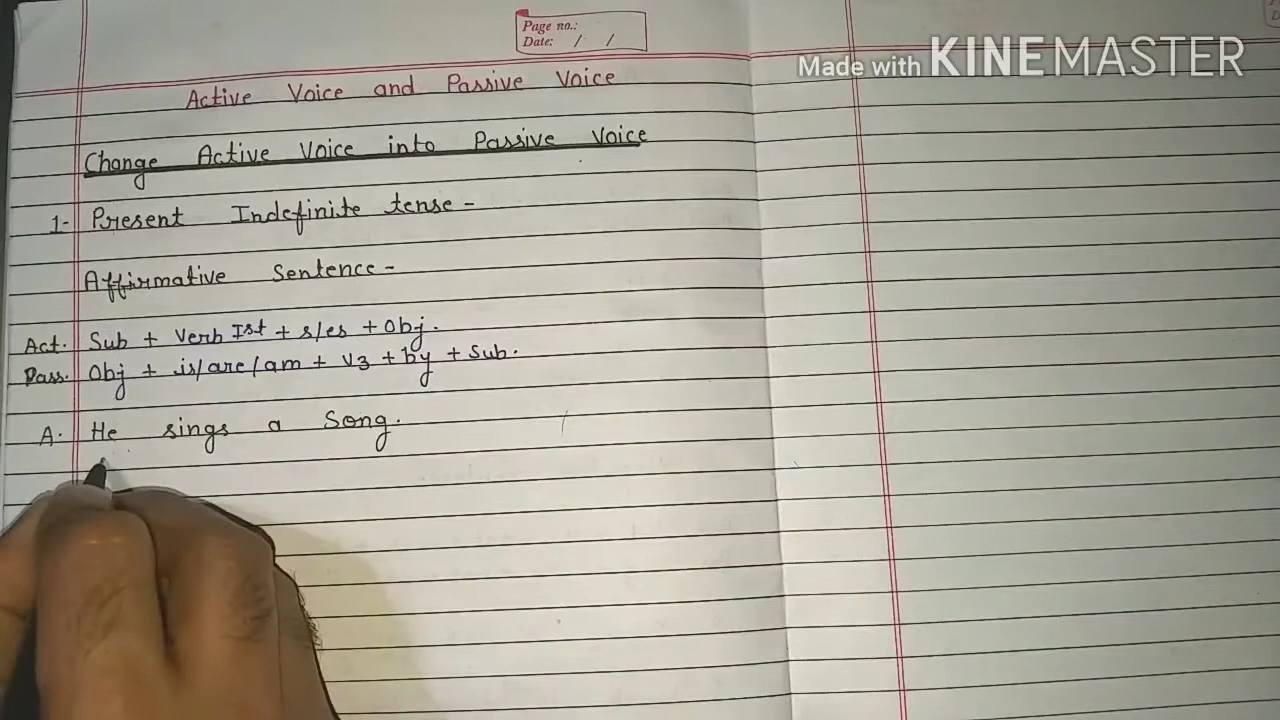 Page no.:
Date: / /
Made with KINEMASTER
Active Voice and Passive Voice
Change Active Voice into Passive Voice
1- Present Indefinite tense -
Affirmative Sentence -
Act. Sub + Verb Ist + s/es + Obj.
Pass. Obj + is/are/am + V3 + by + Sub.
A. He sings a Song.